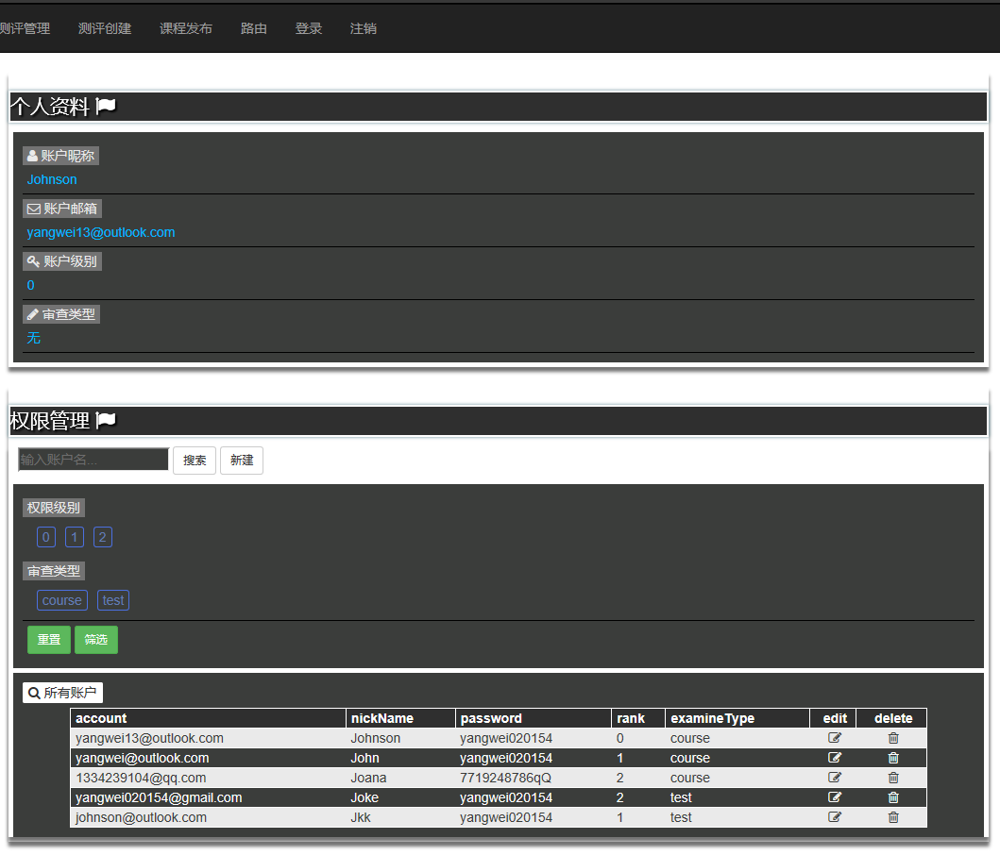 测评管理 测评创建 课程发布 路由 登录 注销
个人资料
账户昵称
Johnson
账户邮箱
yangwei13@outlook.com
账户级别
0
审查类型
无
权限管理
输入账户名... 搜索 新建
权限级别
0 1 2
审查类型
course test
重置 筛选
所有账户
account nickName password rank examineType edit delete
yangwei13@outlook.com Johnson yangwei020154 0 course
yangwei@outlook.com John yangwei020154 1 course
1334239104@qq.com Joana 7719248786qQ 2 course
yangwei020154@gmail.com Joke yangwei020154 2 test
johnson@outlook.com Jkk yangwei020154 1 test